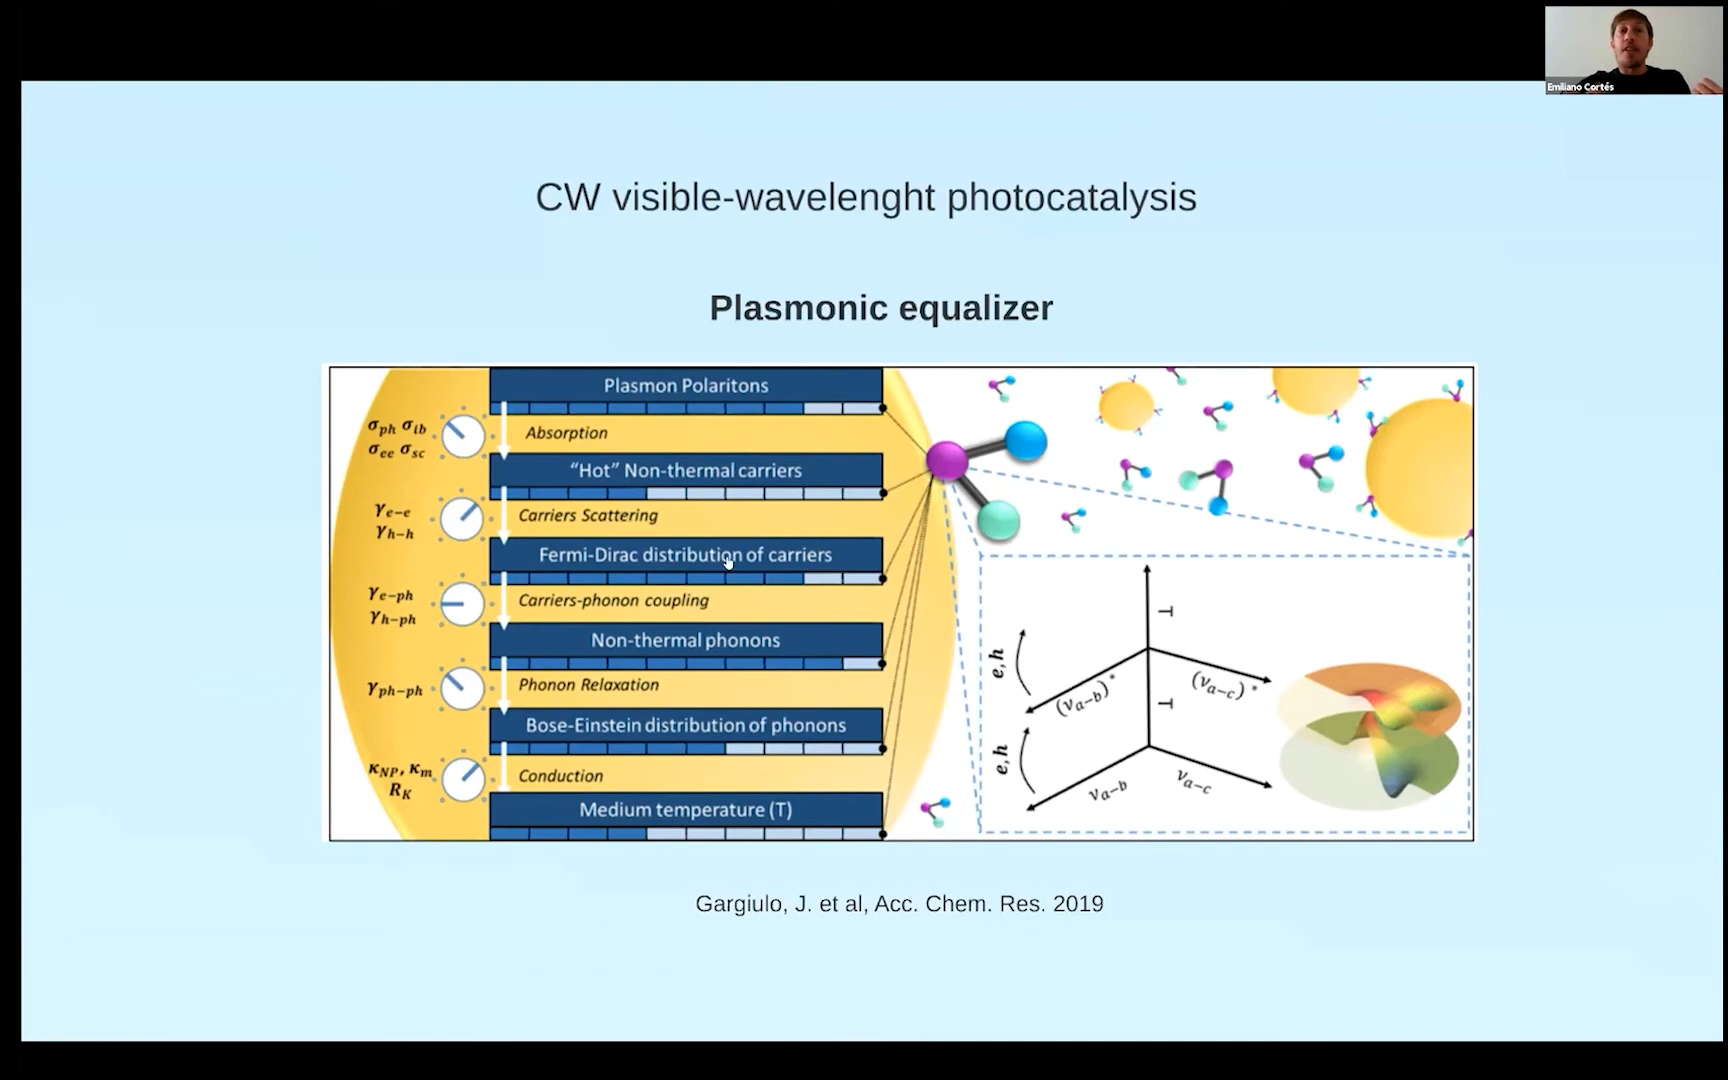 Emiliano Cortés
CW visible-wavelenght photocatalysis
Plasmonic equalizer
Plasmon Polaritons
σph σib
σee σsc
Absorption
“Hot” Non-thermal carriers
γe-e
γh-h
Carriers Scattering
Fermi-Dirac distribution of carriers
γe-ph
γh-ph
Carriers-phonon coupling
Non-thermal phonons
γph-ph
Phonon Relaxation
Bose-Einstein distribution of phonons
κNP, κm
RK
Conduction
Medium temperature (T)
T
e,h
(νa-b)*
(νa-c)*
T
e,h
νa-b
νa-c
Gargiulo, J. et al, Acc. Chem. Res. 2019